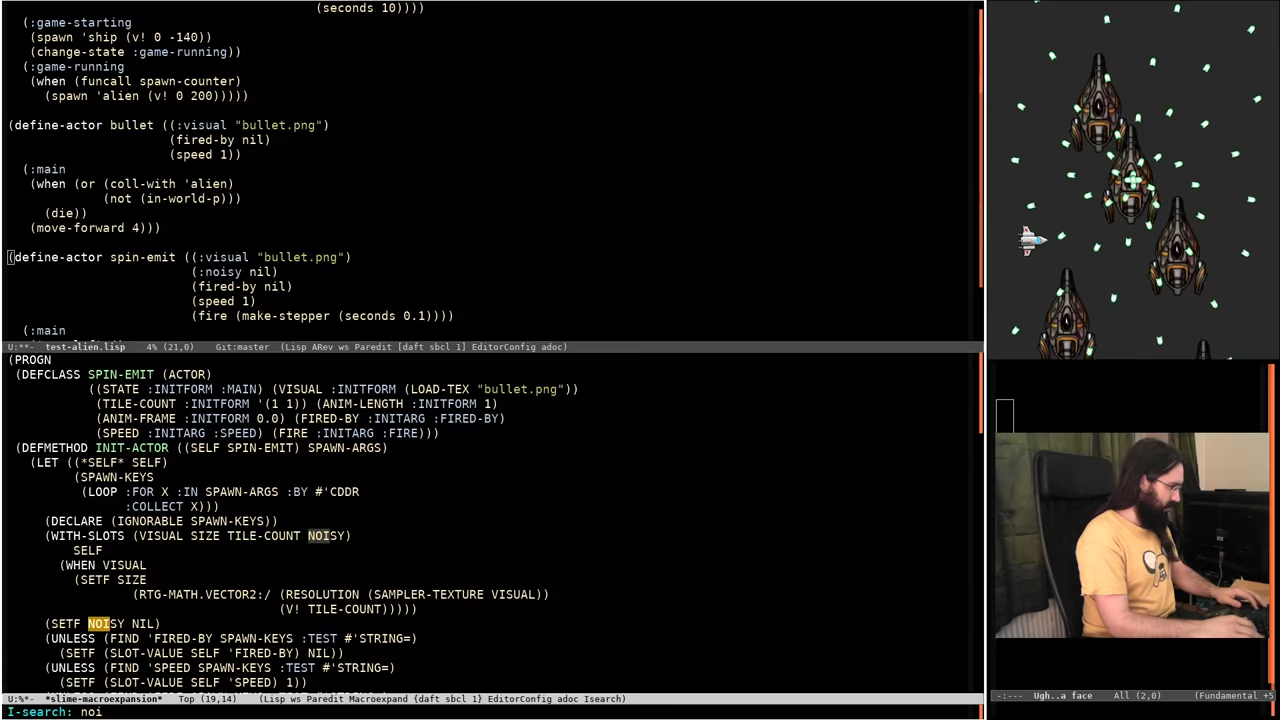 (seconds 10))))
(:game-starting
(spawn 'ship (v! 0 -140))
(change-state :game-running))
(:game-running
(when (funcall spawn-counter)
(spawn 'alien (v! 0 200)))))
(define-actor bullet ((:visual "bullet.png")
(fired-by nil)
(speed 1))
(:main
(when (or (coll-with 'alien)
(not (in-world-p)))
(die))
(move-forward 4)))
(define-actor spin-emit ((:visual "bullet.png")
(:noisy nil)
(fired-by nil)
(speed 1)
(fire (make-stepper (seconds 0.1))))
(:main
U:**- test-alien.lisp 4% (21,0) Git:master (Lisp ARev ws Paredit [daft sbcl 1] EditorConfig adoc)
(PROGN
(DEFCLASS SPIN-EMIT (ACTOR)
((STATE :INITFORM :MAIN) (VISUAL :INITFORM (LOAD-TEX "bullet.png"))
(TILE-COUNT :INITFORM '(1 1)) (ANIM-LENGTH :INITFORM 1)
(ANIM-FRAME :INITFORM 0.0) (FIRED-BY :INITARG :FIRED-BY)
(SPEED :INITARG :SPEED) (FIRE :INITARG :FIRE)))
(DEFMETHOD INIT-ACTOR ((SELF SPIN-EMIT) SPAWN-ARGS)
(LET ((*SELF* SELF)
(SPAWN-KEYS
(LOOP :FOR X :IN SPAWN-ARGS :BY #'CDDR
:COLLECT X)))
(DECLARE (IGNORABLE SPAWN-KEYS))
(WITH-SLOTS (VISUAL SIZE TILE-COUNT NOISY)
SELF
(WHEN VISUAL
(SETF SIZE
(RTG-MATH.VECTOR2:/ (RESOLUTION (SAMPLER-TEXTURE VISUAL))
(V! TILE-COUNT)))))
(SETF NOISY NIL)
(UNLESS (FIND 'FIRED-BY SPAWN-KEYS :TEST #'STRING=)
(SETF (SLOT-VALUE SELF 'FIRED-BY) NIL))
(UNLESS (FIND 'SPEED SPAWN-KEYS :TEST #'STRING=)
(SETF (SLOT-VALUE SELF 'SPEED) 1))
U:%*- *slime-macroexpansion* Top (19,14) (Lisp ws Paredit Macroexpand {daft sbcl 1} EditorConfig adoc Isearch)
I-search: noi
-:--- Ugh..a face All (2,0) (Fundamental +5